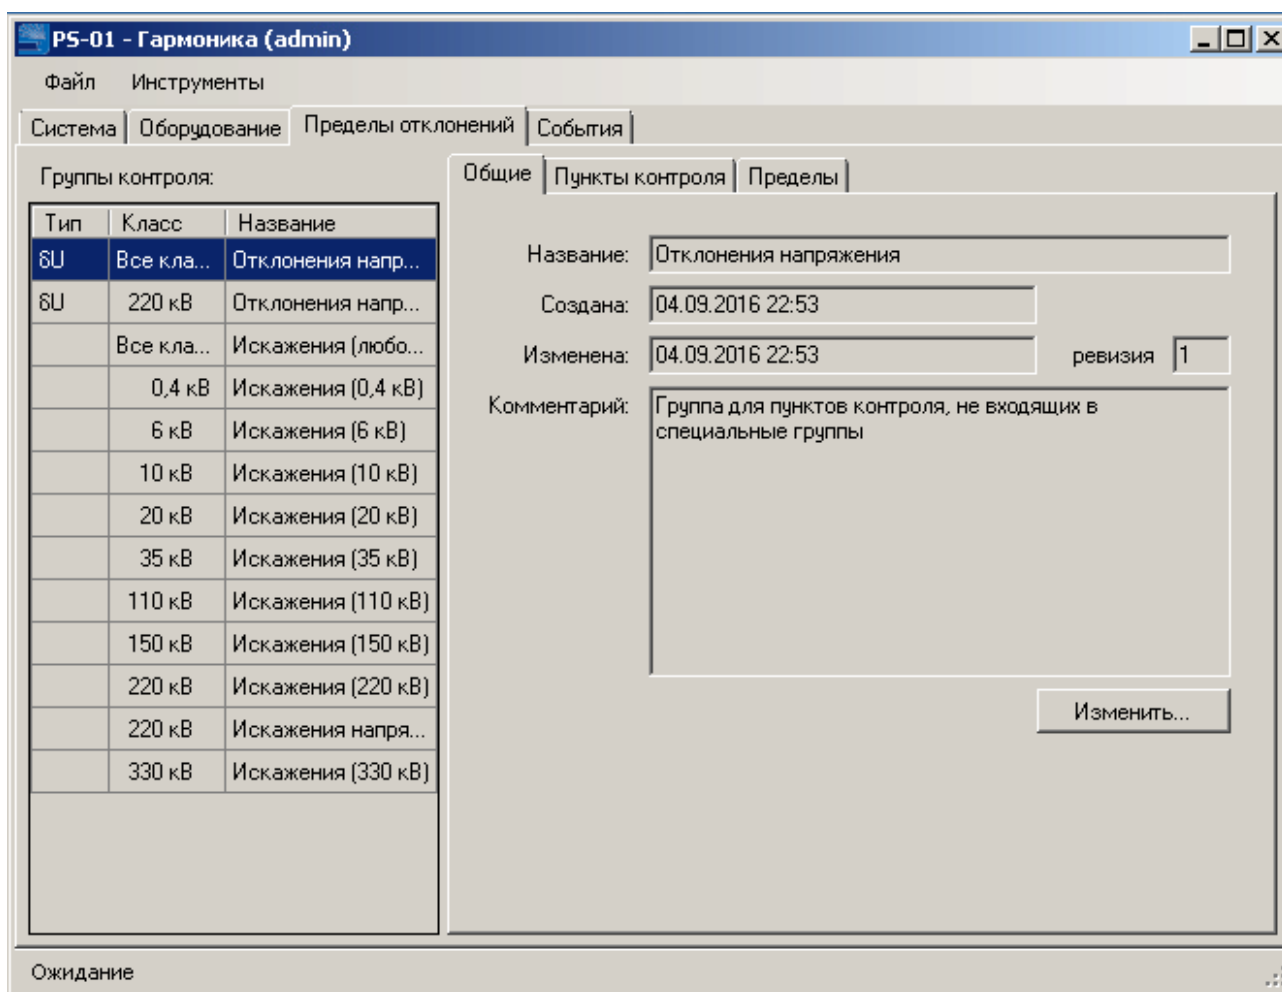 PS-01 - Гармоника (admin)
Файл Инструменты
Система Оборудование Пределы отклонений События
Группы контроля:
Тип Класс Название
δU Все кла... Отклонения напр...
δU 220 кВ Отклонения напр...
Все кла... Искажения (любо...
0,4 кВ Искажения (0,4 кВ)
6 кВ Искажения (6 кВ)
10 кВ Искажения (10 кВ)
20 кВ Искажения (20 кВ)
35 кВ Искажения (35 кВ)
110 кВ Искажения (110 кВ)
150 кВ Искажения (150 кВ)
220 кВ Искажения (220 кВ)
220 кВ Искажения напря...
330 кВ Искажения (330 кВ)
Общие Пункты контроля Пределы
Название: Отклонения напряжения
Создана: 04.09.2016 22:53
Изменена: 04.09.2016 22:53 ревизия 1
Комментарий: Группа для пунктов контроля, не входящих в
специальные группы
Изменить...
Ожидание